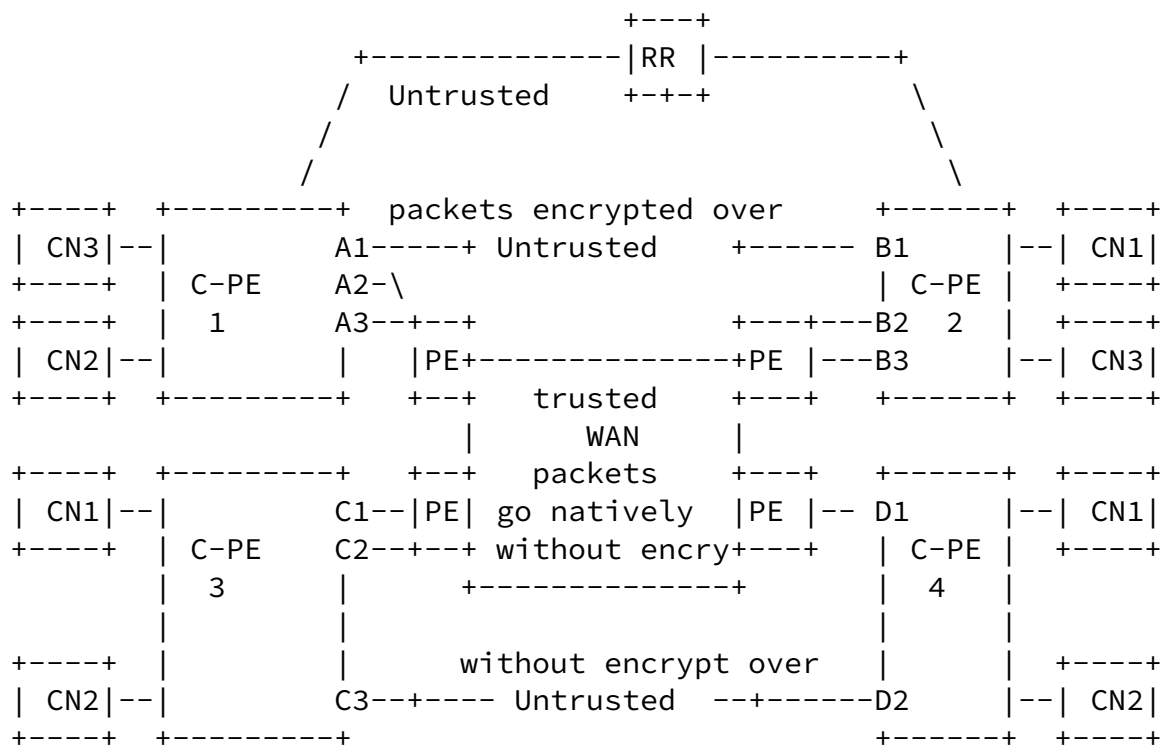 +---+
                   +--------------|RR |----------+
                  /  Untrusted    +-+-+           \
                 /                                 \
                /                                   \
+----+  +---------+  packets encrypted over     +------+  +----+
| CN3|--|         A1-----+ Untrusted    +------ B1      |--| CN1|
+----+  | C-PE    A2-\                          | C-PE |  +----+
+----+  |  1      A3--+--+              +---+---B2  2   |  +----+
| CN2|--|         |   |PE+--------------+PE |---B3      |--| CN3|
+----+  +---------+   +--+   trusted    +---+   +------+  +----+
                         |      WAN     |
+----+  +---------+   +--+   packets    +---+   +------+  +----+
| CN1|--|         C1--|PE| go natively  |PE |-- D1      |--| CN1|
+----+  | C-PE    C2--+--+ without encry+---+   | C-PE |  +----+
        |  3      |      +--------------+       |  4   |
        |         |                             |      |
+----+  |         |      without encrypt over   |      |  +----+
| CN2|--|         C3--+---- Untrusted  --+------D2      |--| CN2|
+----+  +---------+                             +------+  +----+